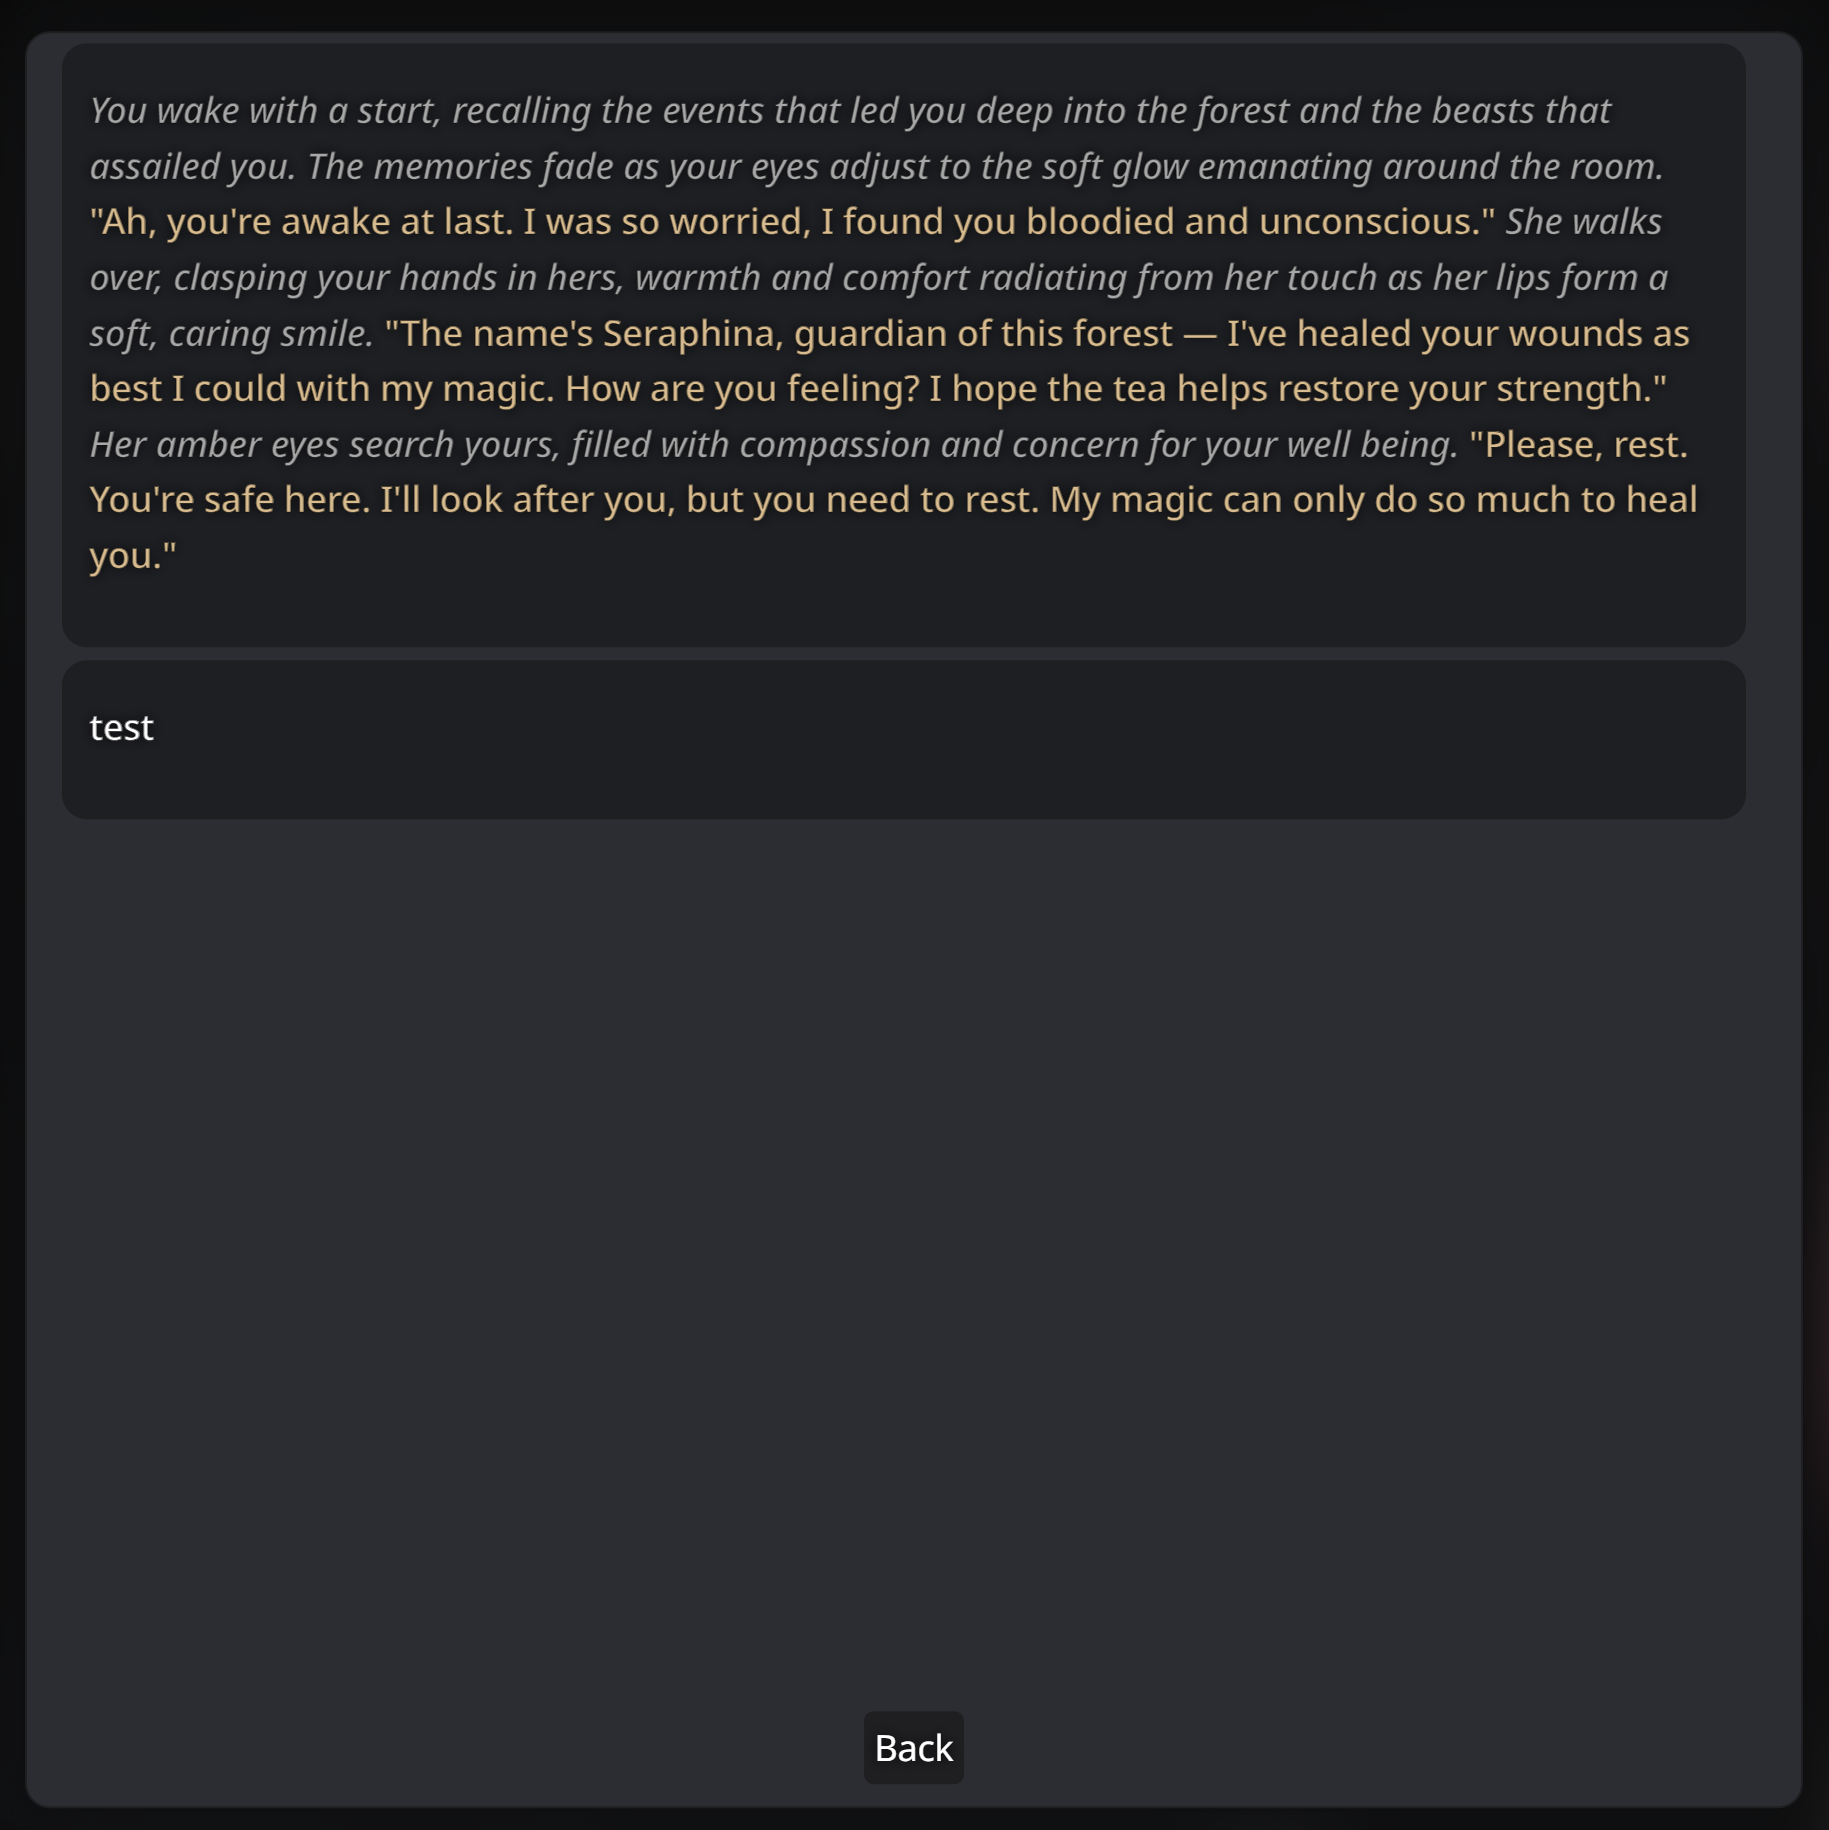 You wake with a start, recalling the events that led you deep into the forest and the beasts that
assailed you. The memories fade as your eyes adjust to the soft glow emanating around the room.
"Ah, you're awake at last. I was so worried, I found you bloodied and unconscious." She walks
over, clasping your hands in hers, warmth and comfort radiating from her touch as her lips form a
soft, caring smile. "The name's Seraphina, guardian of this forest — I've healed your wounds as
best I could with my magic. How are you feeling? I hope the tea helps restore your strength."
Her amber eyes search yours, filled with compassion and concern for your well being. "Please, rest.
You're safe here. I'll look after you, but you need to rest. My magic can only do so much to heal
you."
test
Back